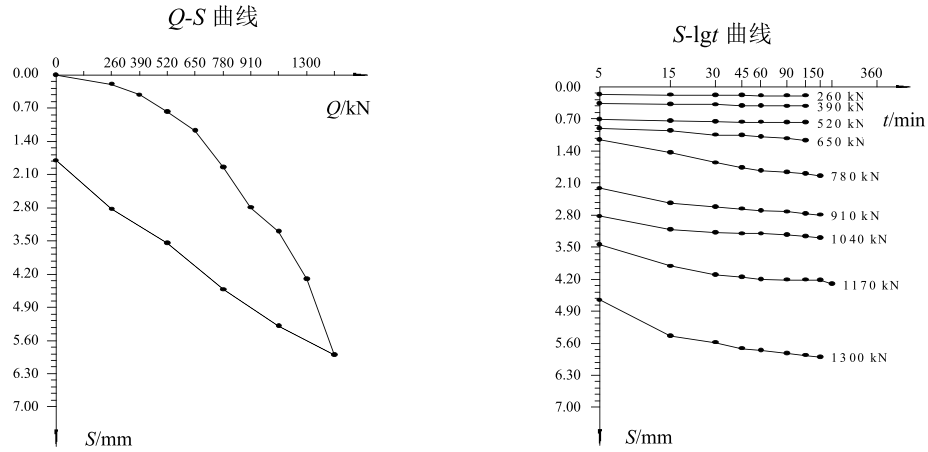 Q-S 曲线
0 260 390 520 650 780 910 1300
Q/kN
0.00
0.70
1.40
2.10
2.80
3.50
4.20
4.90
5.60
6.30
7.00
S/mm
S-lgt 曲线
5 15 30 45 60 90 150 360
t/min
0.00
0.70
1.40
2.10
2.80
3.50
4.20
4.90
5.60
6.30
7.00
260 kN
390 kN
520 kN
650 kN
780 kN
910 kN
1040 kN
1170 kN
1300 kN
S/mm